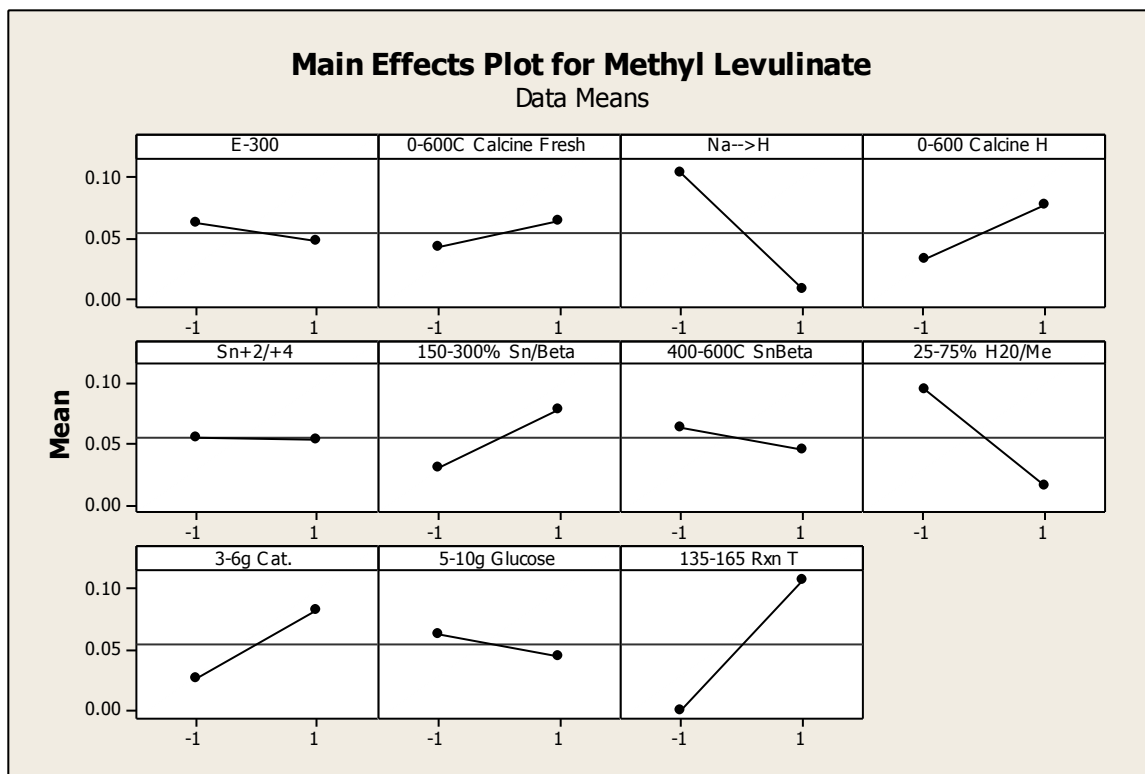 Main Effects Plot for Methyl Levulinate
Data Means
E-300 0-600C Calcine Fresh Na-->H 0-600 Calcine H
0.10
0.05
0.00
-1 1 -1 1 -1 1 -1 1
Sn+2/+4 150-300% Sn/Beta 400-600C SnBeta 25-75% H20/Me
0.10
0.05
0.00
Mean
-1 1 -1 1 -1 1 -1 1
3-6g Cat. 5-10g Glucose 135-165 Rxn T
0.10
0.05
0.00
-1 1 -1 1 -1 1